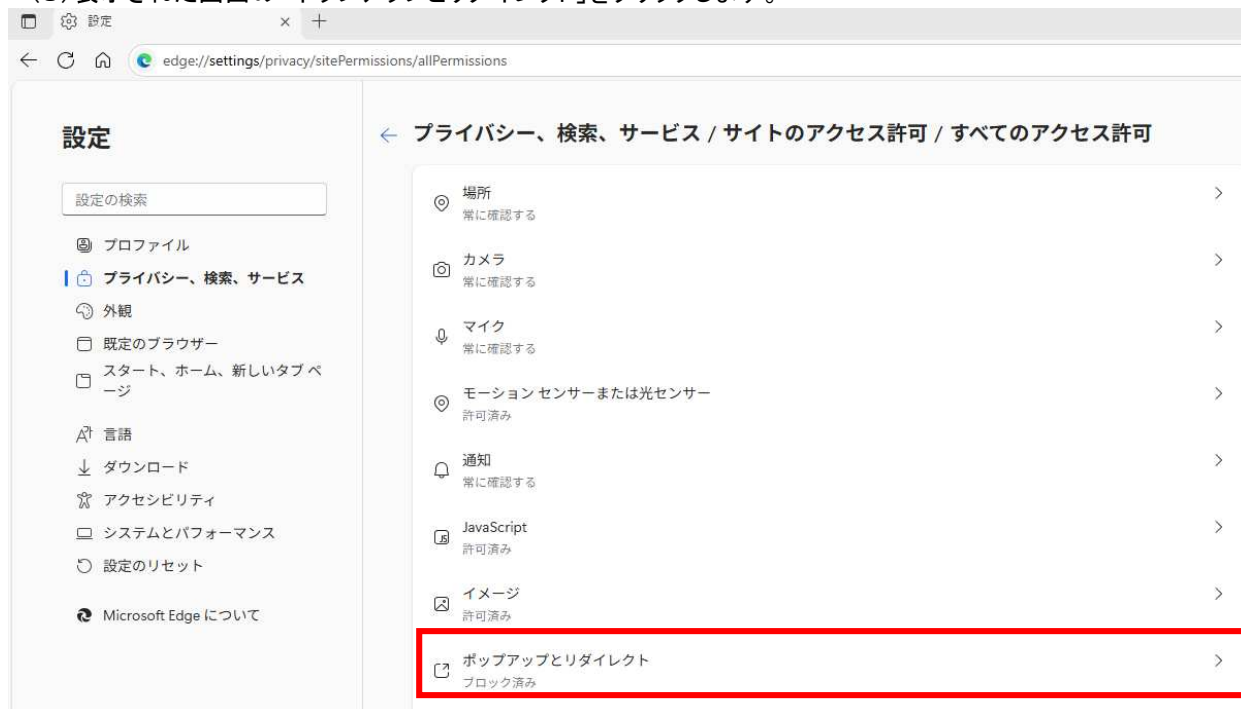 設定
edge://settings/privacy/sitePermissions/allPermissions
設定
設定の検索
プロファイル
プライバシー、検索、サービス
外観
既定のブラウザー
スタート、ホーム、新しいタブ ペ
ージ
言語
ダウンロード
アクセシビリティ
システムとパフォーマンス
設定のリセット
Microsoft Edge について
プライバシー、検索、サービス / サイトのアクセス許可 / すべてのアクセス許可
場所
常に確認する
カメラ
常に確認する
マイク
常に確認する
モーション センサーまたは光センサー
許可済み
通知
常に確認する
JavaScript
許可済み
イメージ
許可済み
ポップアップとリダイレクト
ブロック済み